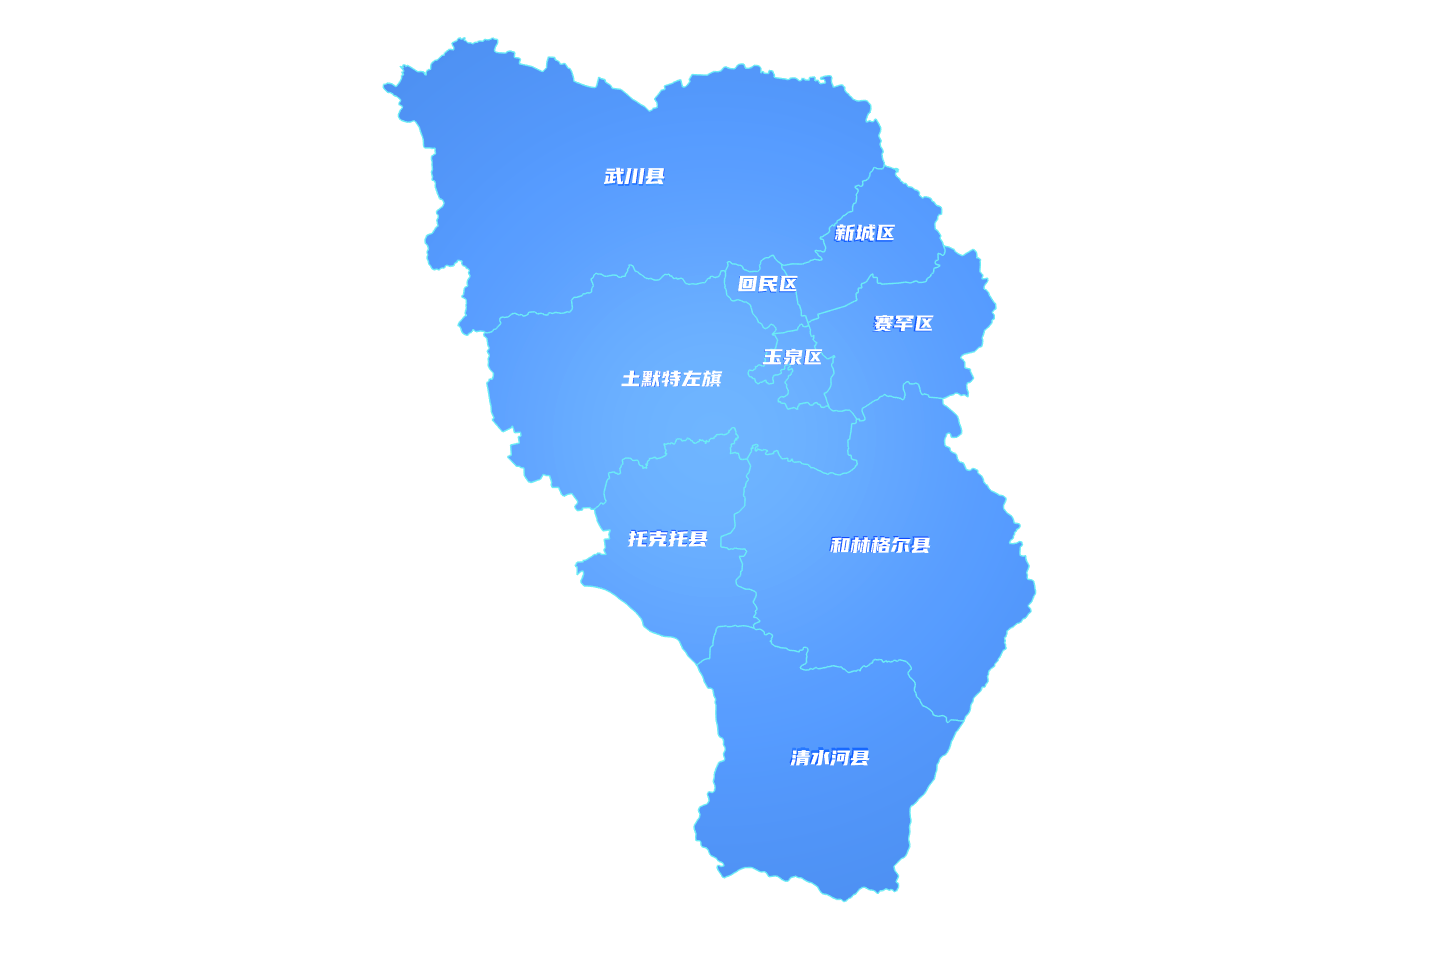 武川县
新城区
回民区
赛罕区
玉泉区
土默特左旗
托克托县
和林格尔县
清水河县